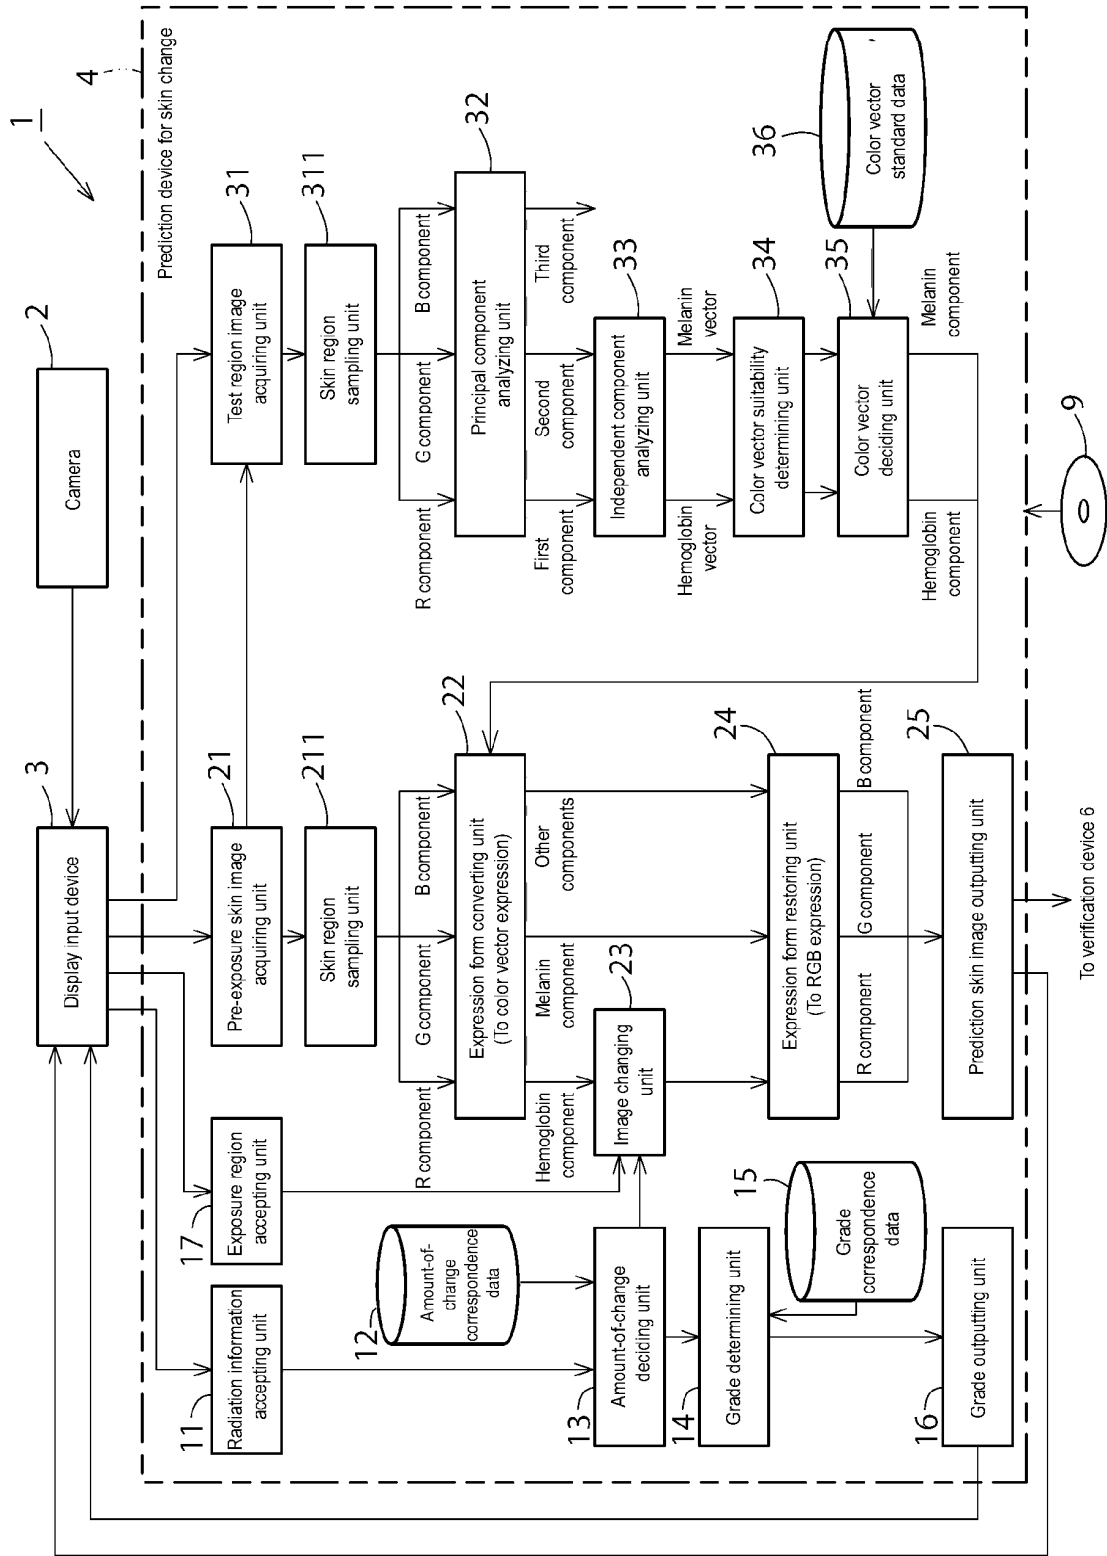 1
Camera
2
Display input device
3
4
Prediction device for skin change
Radiation information
accepting unit
11
Exposure region
accepting unit
17
Pre-exposure skin image
acquiring unit
21
Test region image
acquiring unit
31
Skin region
sampling unit
211
Skin region
sampling unit
311
R component
G component
B component
R component
G component
B component
Amount-of-
change
correspondence
data
12
Expression form converting unit
(To color vector expression)
22
Principal component
analyzing unit
32
Hemoglobin
component
Melanin
component
Other
components
First
component
Second
component
Third
component
Amount-of-change
deciding unit
13
Image changing
unit
23
Independent component
analyzing unit
33
Hemoglobin
vector
Melanin
vector
Grade determining unit
14
Grade
correspondence
data
15
Expression form restoring unit
(To RGB expression)
24
Color vector suitability
determining unit
34
Color vector
deciding unit
35
Color vector
standard data
36
R component
G component
B component
Hemoglobin
component
Melanin
component
Grade outputting unit
16
Prediction skin image outputting unit
25
To verification device 6
9